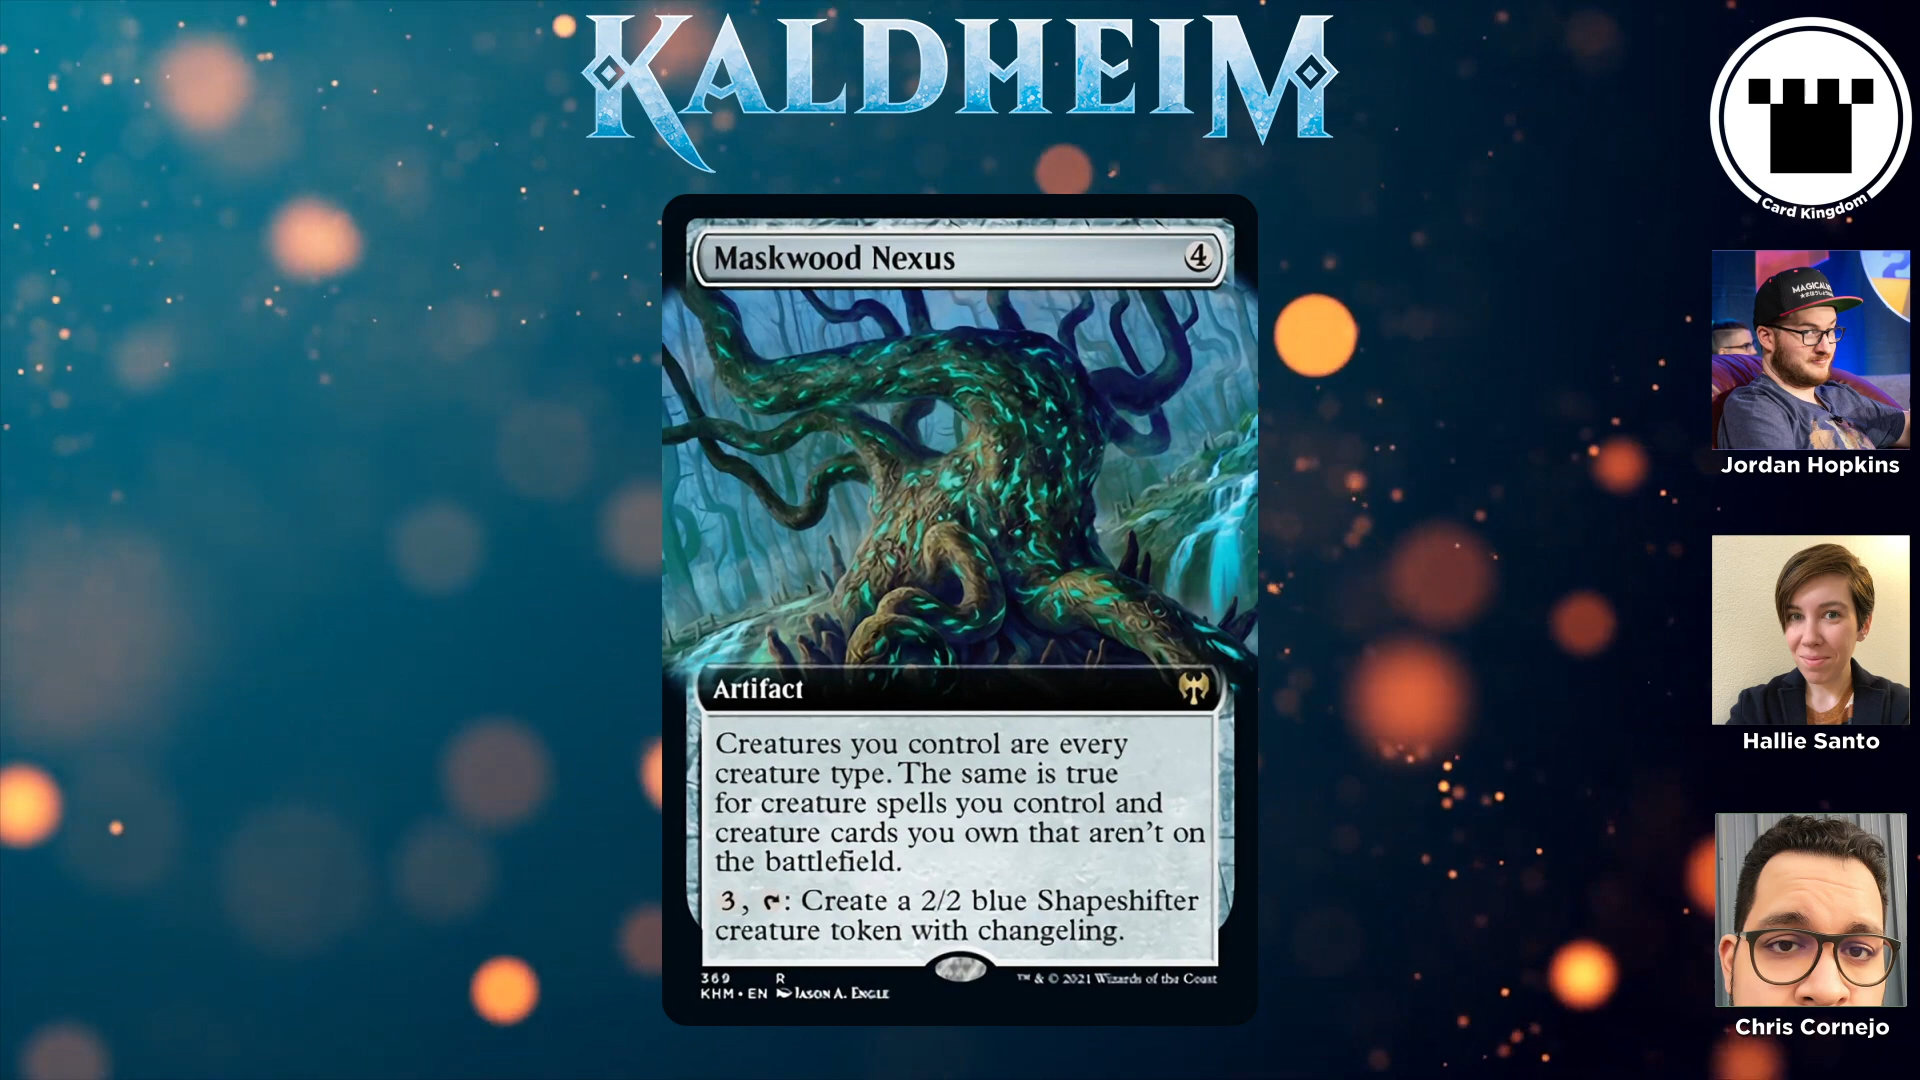 KALDHEIM
Maskwood Nexus 4
Artifact
Creatures you control are every
creature type. The same is true
for creature spells you control and
creature cards you own that aren't on
the battlefield.
3, : Create a 2/2 blue Shapeshifter
creature token with changeling.
369 R
KHM • EN JASON A. ENGLE
™ & © 2021 Wizards of the Coast
Card Kingdom
Jordan Hopkins
Hallie Santo
Chris Cornejo